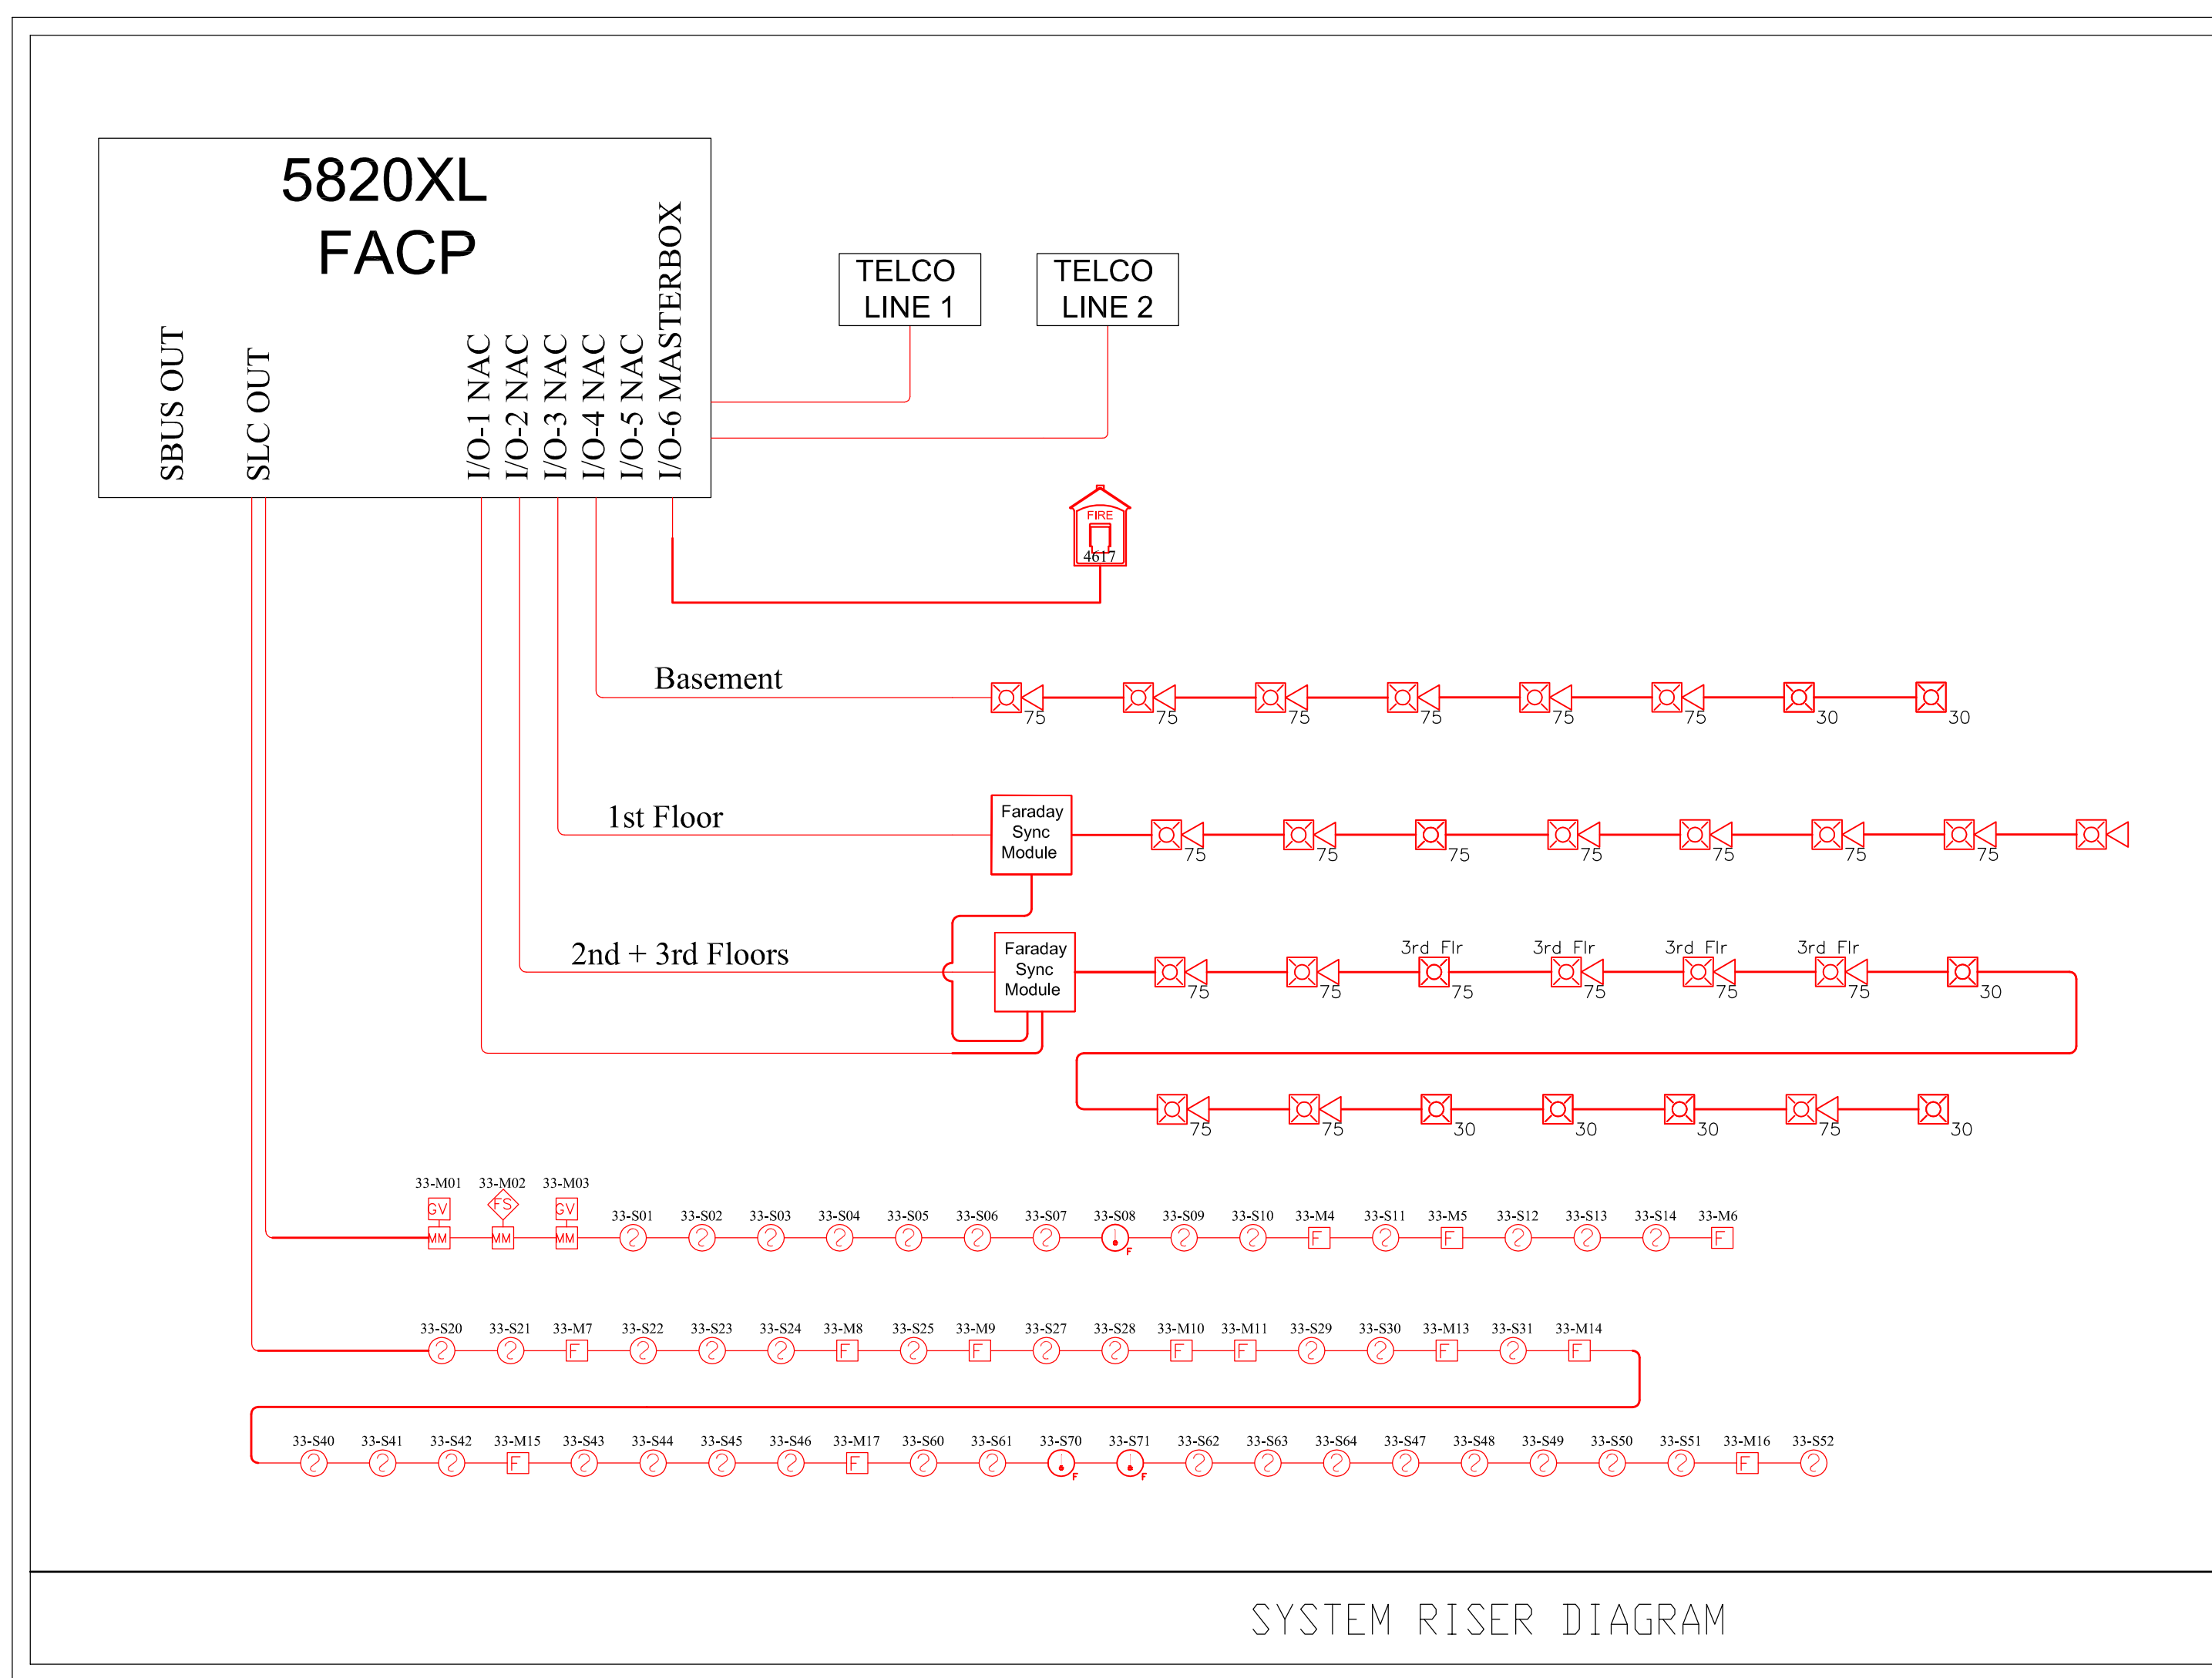 5820XL
FACP
SBUS OUT
SLC OUT
I/O-1 NAC
I/O-2 NAC
I/O-3 NAC
I/O-4 NAC
I/O-5 NAC
I/O-6 MASTERBOX
TELCO
LINE 1
TELCO
LINE 2
FIRE
4617
Basement
75 75 75 75 75 75 30 30
1st Floor
Faraday
Sync
Module
75 75 75 75 75 75 75
2nd + 3rd Floors
Faraday
Sync
Module
3rd Flr 3rd Flr 3rd Flr 3rd Flr
75 75 75 75 75 75 30
75 75 30 30 30 75 30
33-M01 33-M02 33-M03
GV FS GV
33-S01 33-S02 33-S03 33-S04 33-S05 33-S06 33-S07 33-S08 33-S09 33-S10 33-M4 33-S11 33-M5 33-S12 33-S13 33-S14 33-M6
MM MM MM F F F F
33-S20 33-S21 33-M7 33-S22 33-S23 33-S24 33-M8 33-S25 33-M9 33-S27 33-S28 33-M10 33-M11 33-S29 33-S30 33-M13 33-S31 33-M14
F F F F F F F
33-S40 33-S41 33-S42 33-M15 33-S43 33-S44 33-S45 33-S46 33-M17 33-S60 33-S61 33-S70 33-S71 33-S62 33-S63 33-S64 33-S47 33-S48 33-S49 33-S50 33-S51 33-M16 33-S52
F F F F F
SYSTEM RISER DIAGRAM